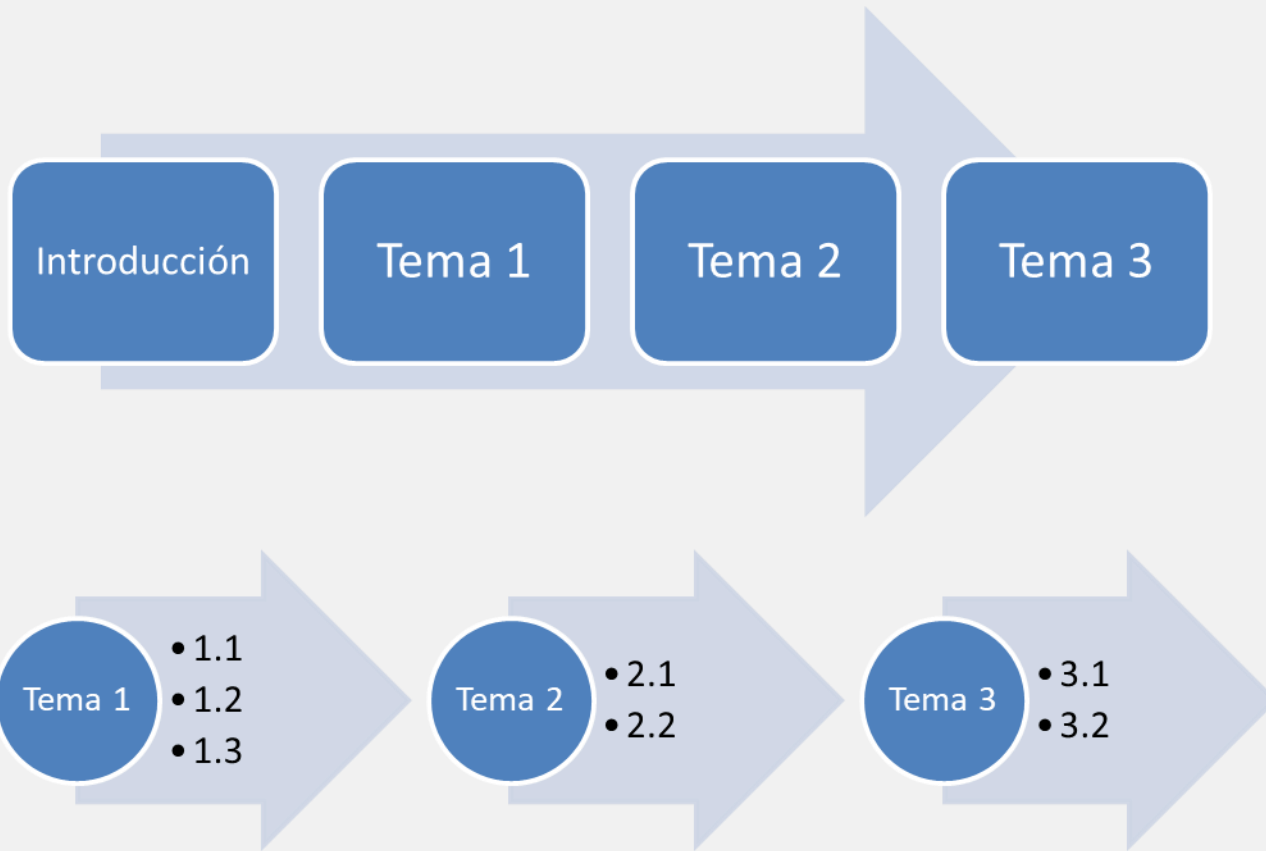 Introducción
Tema 1
Tema 2
Tema 3
Tema 1
• 1.1
• 1.2
• 1.3
Tema 2
• 2.1
• 2.2
Tema 3
• 3.1
• 3.2